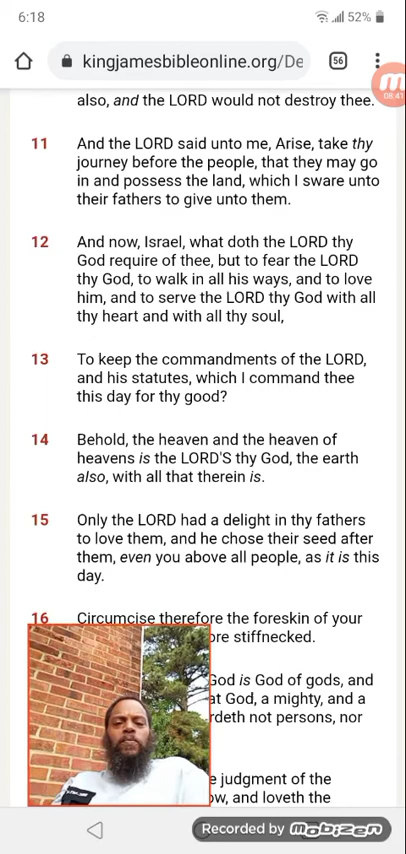 6:18
52%
kingjamesbibleonline.org/De
56
08:41
also, and the LORD would not destroy thee.
11 And the LORD said unto me, Arise, take thy
journey before the people, that they may go
in and possess the land, which I sware unto
their fathers to give unto them.
12 And now, Israel, what doth the LORD thy
God require of thee, but to fear the LORD
thy God, to walk in all his ways, and to love
him, and to serve the LORD thy God with all
thy heart and with all thy soul,
13 To keep the commandments of the LORD,
and his statutes, which I command thee
this day for thy good?
14 Behold, the heaven and the heaven of
heavens is the LORD'S thy God, the earth
also, with all that therein is.
15 Only the LORD had a delight in thy fathers
to love them, and he chose their seed after
them, even you above all people, as it is this
day.
16 Circumcise therefore the foreskin of your
ore stiffnecked.
God is God of gods, and
at God, a mighty, and a
rdeth not persons, nor
e judgment of the
ow, and loveth the
Recorded by mobizen